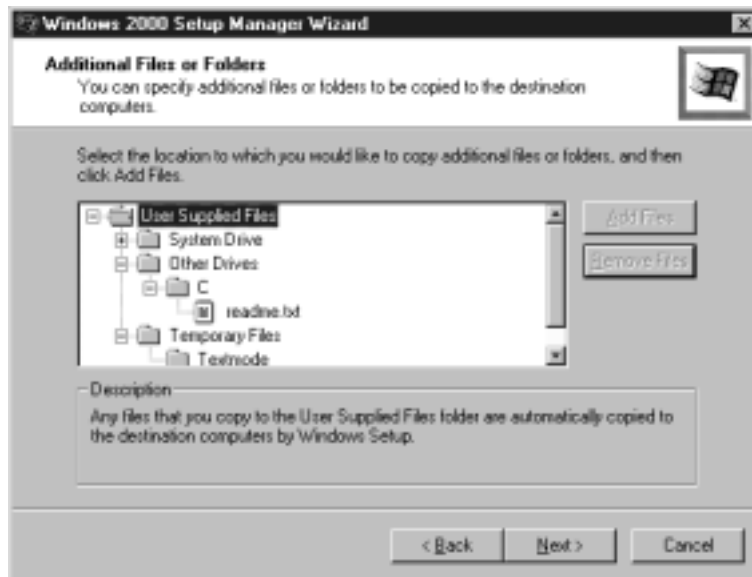 Windows 2000 Setup Manager Wizard
Additional Files or Folders
You can specify additional files or folders to be copied to the destination
computers.
Select the location to which you would like to copy additional files or folders, and then
click Add Files.
User Supplied Files
System Drive
Other Drives
C
readme.txt
Temporary Files
Textmode
Add Files
Remove Files
Description
Any files that you copy to the User Supplied Files folder are automatically copied to
the destination computers by Windows Setup.
< Back
Next >
Cancel